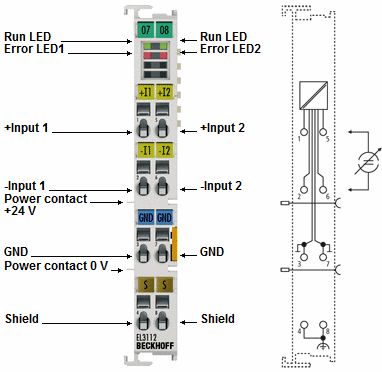 07 08
Run LED Run LED
Error LED1 Error LED2
+I1 +I2
+Input 1 +Input 2
1 5
-I1 -I2
-Input 1 -Input 2
2 6
Power contact
+24 V
GND GND
GND GND
3 7
Power contact 0 V
S S
Shield Shield
4 8
EL3112
BECKHOFF